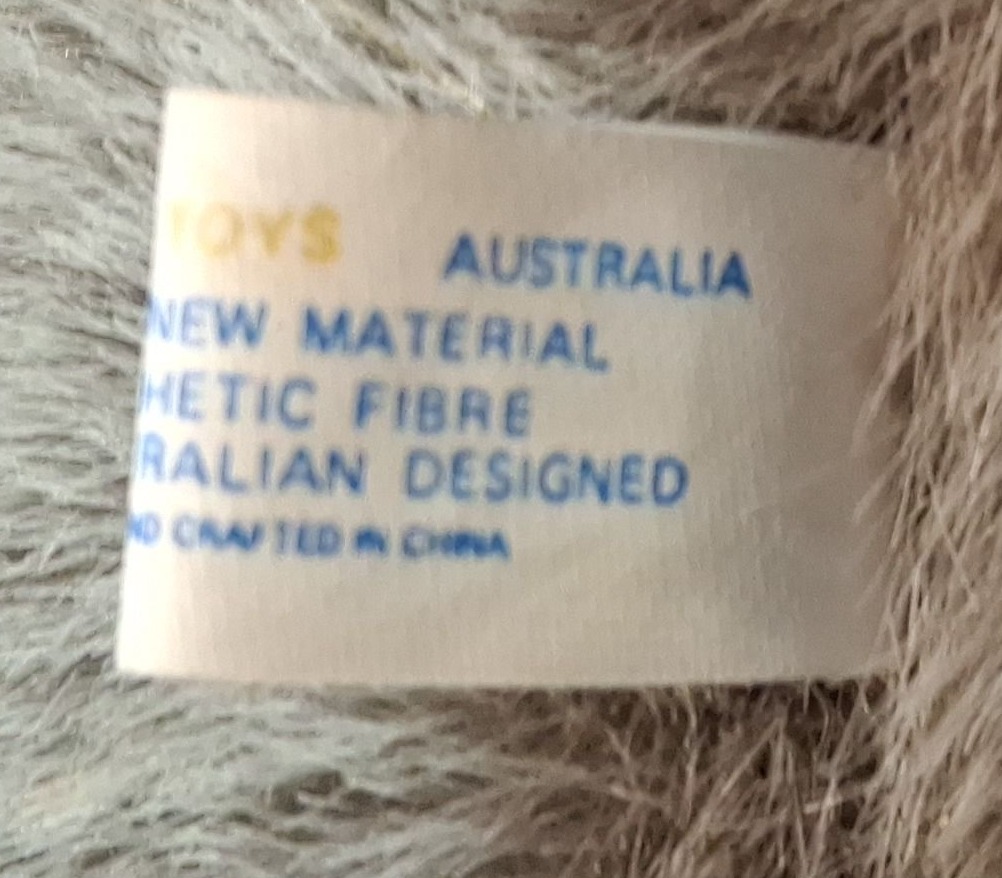 TOYS AUSTRALIA
NEW MATERIAL
HETIC FIBRE
RALIAN DESIGNED
ND CRAFTED IN CHINA